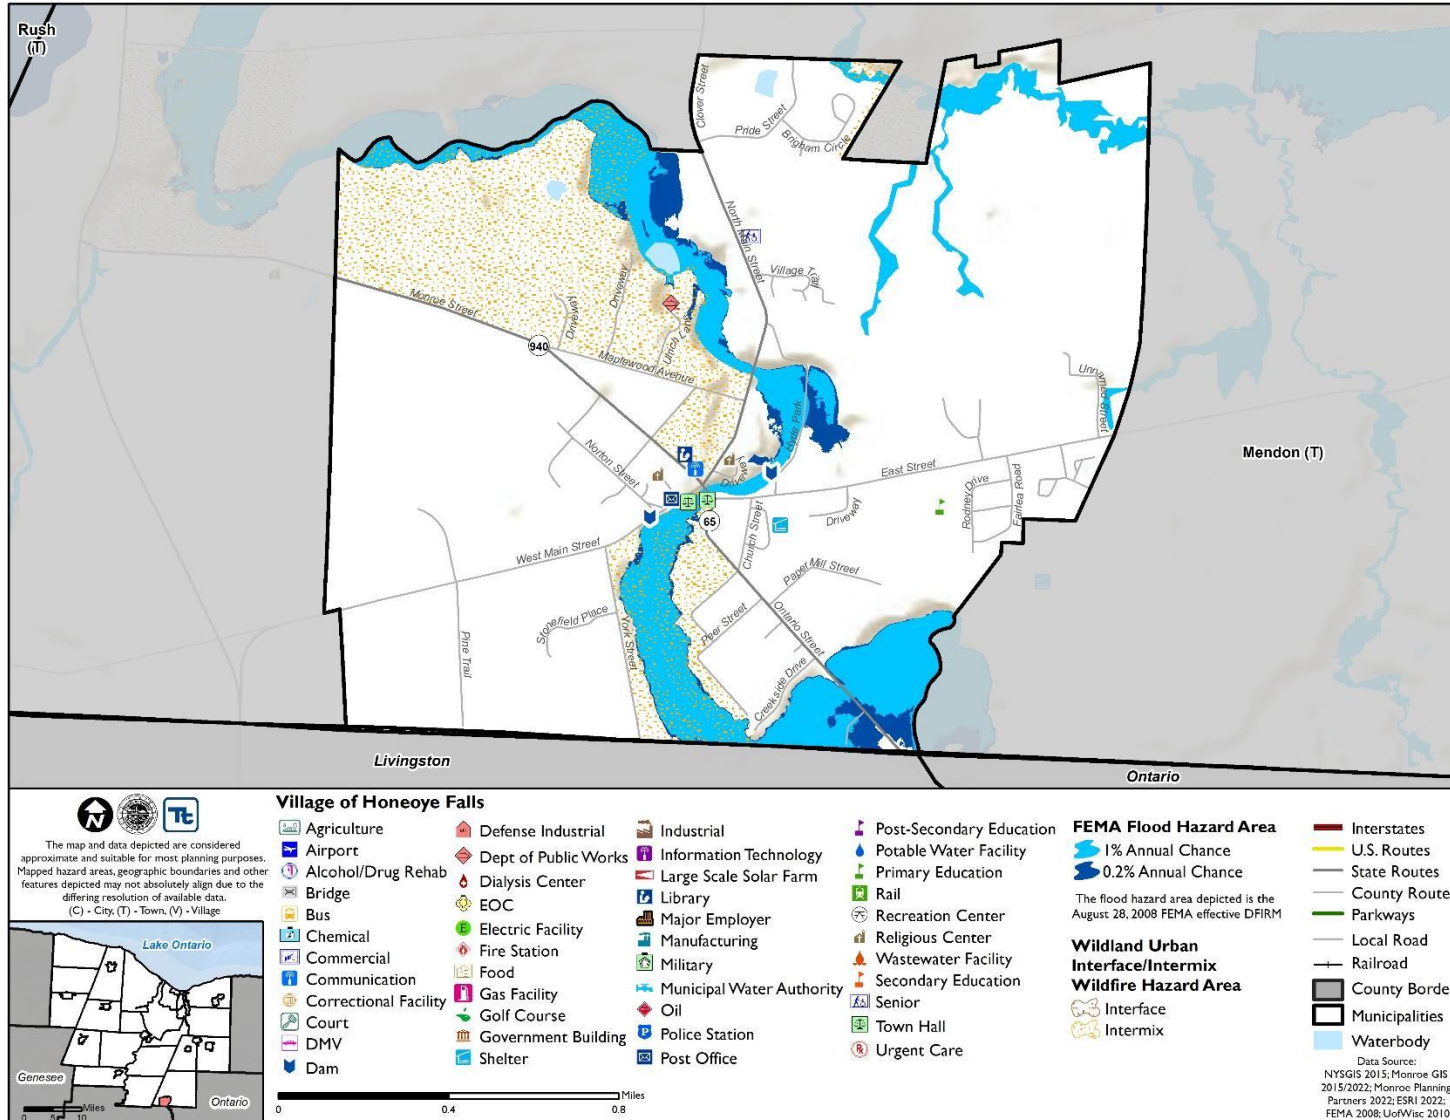 Rush
(T)
Clover Street
Pride Street
Brigham Circle
North Main Street
Village Trail
Monroe Street
Driveway
Driveway
Ulrich Lane
940
Maplewood Avenue
Hyde Park
Unnamed Street
Mendon (T)
Norton Street
Driveway
East Street
Rodney Drive
Fairlea Road
65
Driveway
Church Street
West Main Street
Paper Mill Street
Stonefield Place
York Street
Peer Street
Ontario Street
Pine Trail
Creekside Drive
Livingston
Ontario
N
Tt
The map and data depicted are considered
approximate and suitable for most planning purposes.
Mapped hazard areas, geographic boundaries and other
features depicted may not absolutely align due to the
differing resolution of available data.
(C) - City, (T) - Town, (V) - Village
Lake Ontario
Genesee
Ontario
Miles
0 5 10
Village of Honeoye Falls
Agriculture
Airport
Alcohol/Drug Rehab
Bridge
Bus
Chemical
Commercial
Communication
Correctional Facility
Court
DMV
Dam
Defense Industrial
Dept of Public Works
Dialysis Center
EOC
Electric Facility
Fire Station
Food
Gas Facility
Golf Course
Government Building
Shelter
Industrial
Information Technology
Large Scale Solar Farm
Library
Major Employer
Manufacturing
Military
Municipal Water Authority
Oil
Police Station
Post Office
Post-Secondary Education
Potable Water Facility
Primary Education
Rail
Recreation Center
Religious Center
Wastewater Facility
Secondary Education
Senior
Town Hall
Urgent Care
Miles
0 0.4 0.8
FEMA Flood Hazard Area
1% Annual Chance
0.2% Annual Chance
The flood hazard area depicted is the
August 28, 2008 FEMA effective DFIRM
Wildland Urban
Interface/Intermix
Wildfire Hazard Area
Interface
Intermix
Interstates
U.S. Routes
State Routes
County Route
Parkways
Local Road
Railroad
County Borde
Municipalities
Waterbody
Data Source:
NYSGIS 2015; Monroe GIS
2015/2022; Monroe Planning
Partners 2022; ESRI 2022;
FEMA 2008; UofWisc 2010